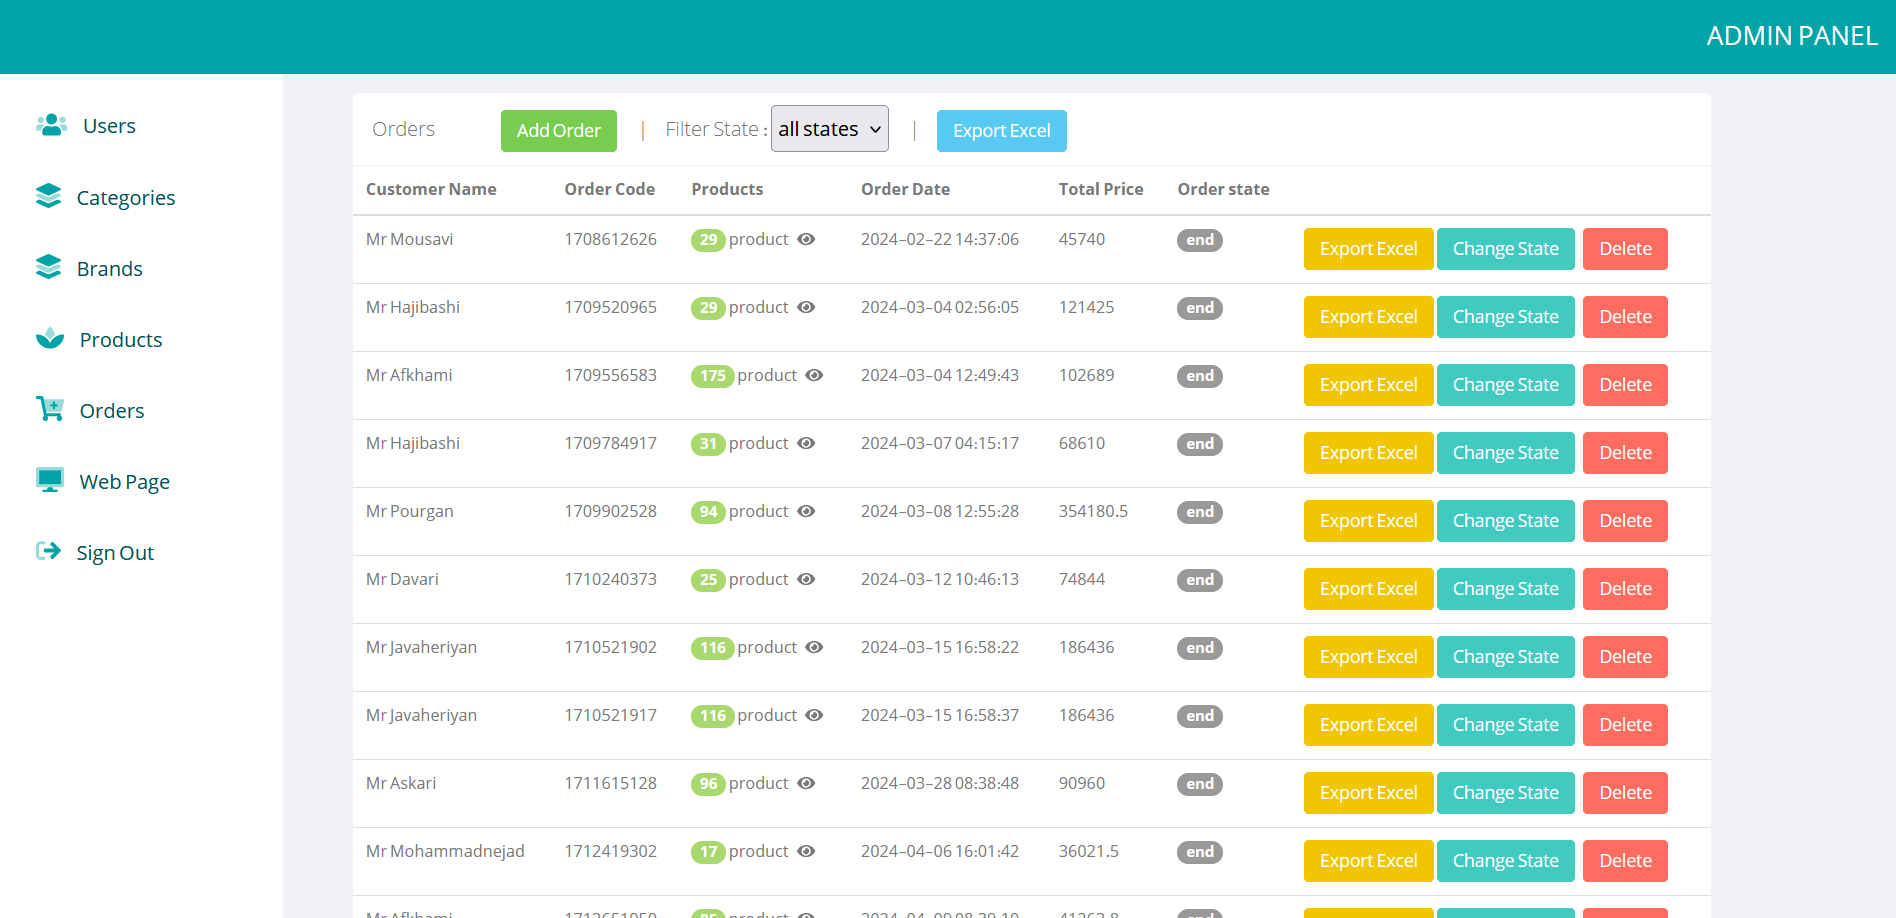 ADMIN PANEL
Users
Categories
Brands
Products
Orders
Web Page
Sign Out
Orders Add Order | Filter State : all states | Export Excel
Customer Name Order Code Products Order Date Total Price Order state
Mr Mousavi 1708612626 29 product 2024-02-22 14:37:06 45740 end Export Excel Change State Delete
Mr Hajibashi 1709520965 29 product 2024-03-04 02:56:05 121425 end Export Excel Change State Delete
Mr Afkhami 1709556583 175 product 2024-03-04 12:49:43 102689 end Export Excel Change State Delete
Mr Hajibashi 1709784917 31 product 2024-03-07 04:15:17 68610 end Export Excel Change State Delete
Mr Pourgan 1709902528 94 product 2024-03-08 12:55:28 354180.5 end Export Excel Change State Delete
Mr Davari 1710240373 25 product 2024-03-12 10:46:13 74844 end Export Excel Change State Delete
Mr Javaheriyan 1710521902 116 product 2024-03-15 16:58:22 186436 end Export Excel Change State Delete
Mr Javaheriyan 1710521917 116 product 2024-03-15 16:58:37 186436 end Export Excel Change State Delete
Mr Askari 1711615128 96 product 2024-03-28 08:38:48 90960 end Export Excel Change State Delete
Mr Mohammadnejad 1712419302 17 product 2024-04-06 16:01:42 36021.5 end Export Excel Change State Delete
Mr Afkhami product